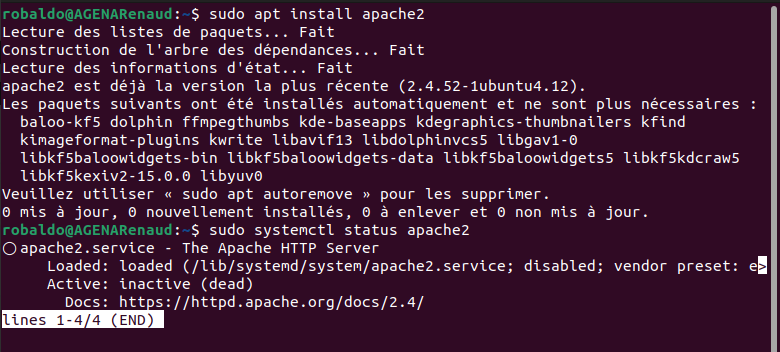 robaldo@AGENARenaud:~$ sudo apt install apache2
Lecture des listes de paquets... Fait
Construction de l'arbre des dépendances... Fait
Lecture des informations d'état... Fait
apache2 est déjà la version la plus récente (2.4.52-1ubuntu4.12).
Les paquets suivants ont été installés automatiquement et ne sont plus nécessaires :
  baloo-kf5 dolphin ffmpegthumbs kde-baseapps kdegraphics-thumbnailers kfind
  kimageformat-plugins kwrite libavif13 libdolphinvcs5 libgav1-0
  libkf5baloowidgets-bin libkf5baloowidgets-data libkf5baloowidgets5 libkf5kdcraw5
  libkf5kexiv2-15.0.0 libyuv0
Veuillez utiliser « sudo apt autoremove » pour les supprimer.
0 mis à jour, 0 nouvellement installés, 0 à enlever et 0 non mis à jour.
robaldo@AGENARenaud:~$ sudo systemctl status apache2
○ apache2.service - The Apache HTTP Server
     Loaded: loaded (/lib/systemd/system/apache2.service; disabled; vendor preset: e>
     Active: inactive (dead)
       Docs: https://httpd.apache.org/docs/2.4/
lines 1-4/4 (END)